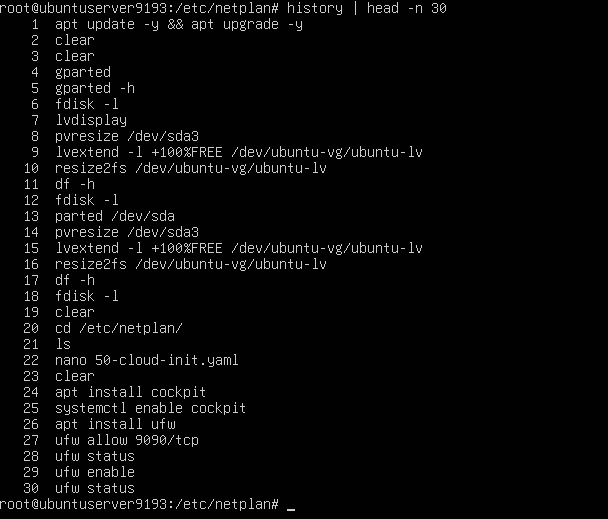 root@ubuntuserver9193:/etc/netplan# history | head -n 30
    1  apt update -y && apt upgrade -y
    2  clear
    3  clear
    4  gparted
    5  gparted -h
    6  fdisk -l
    7  lvdisplay
    8  pvresize /dev/sda3
    9  lvextend -l +100%FREE /dev/ubuntu-vg/ubuntu-lv
   10  resize2fs /dev/ubuntu-vg/ubuntu-lv
   11  df -h
   12  fdisk -l
   13  parted /dev/sda
   14  pvresize /dev/sda3
   15  lvextend -l +100%FREE /dev/ubuntu-vg/ubuntu-lv
   16  resize2fs /dev/ubuntu-vg/ubuntu-lv
   17  df -h
   18  fdisk -l
   19  clear
   20  cd /etc/netplan/
   21  ls
   22  nano 50-cloud-init.yaml
   23  clear
   24  apt install cockpit
   25  systemctl enable cockpit
   26  apt install ufw
   27  ufw allow 9090/tcp
   28  ufw status
   29  ufw enable
   30  ufw status
root@ubuntuserver9193:/etc/netplan# _